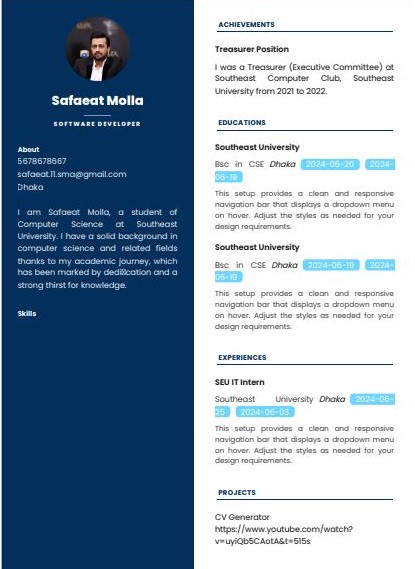 Safaeat Molla
SOFTWARE DEVELOPER
About
5678678667
safaeat.11.sma@gmail.com
Dhaka
I am Safaeat Molla, a student of
Computer Science at Southeast
University. I have a solid background in
computer science and related fields
thanks to my academic journey, which
has been marked by dedication and a
strong thirst for knowledge.
Skills
ACHIEVEMENTS
Treasurer Position
I was a Treasurer (Executive Committee) at
Southeast Computer Club, Southeast
University from 2021 to 2022.
EDUCATIONS
Southeast University
Bsc in CSE Dhaka 2024-06-20 2024-
06-19
This setup provides a clean and responsive
navigation bar that displays a dropdown menu
on hover. Adjust the styles as needed for your
design requirements.
Southeast University
Bsc in CSE Dhaka 2024-06-19 2024-
06-19
This setup provides a clean and responsive
navigation bar that displays a dropdown menu
on hover. Adjust the styles as needed for your
design requirements.
EXPERIENCES
SEU IT Intern
Southeast University Dhaka 2024-06-
25 2024-06-03
This setup provides a clean and responsive
navigation bar that displays a dropdown menu
on hover. Adjust the styles as needed for your
design requirements.
PROJECTS
CV Generator
https://www.youtube.com/watch?
v=uyiQb5CAotA&t=515s